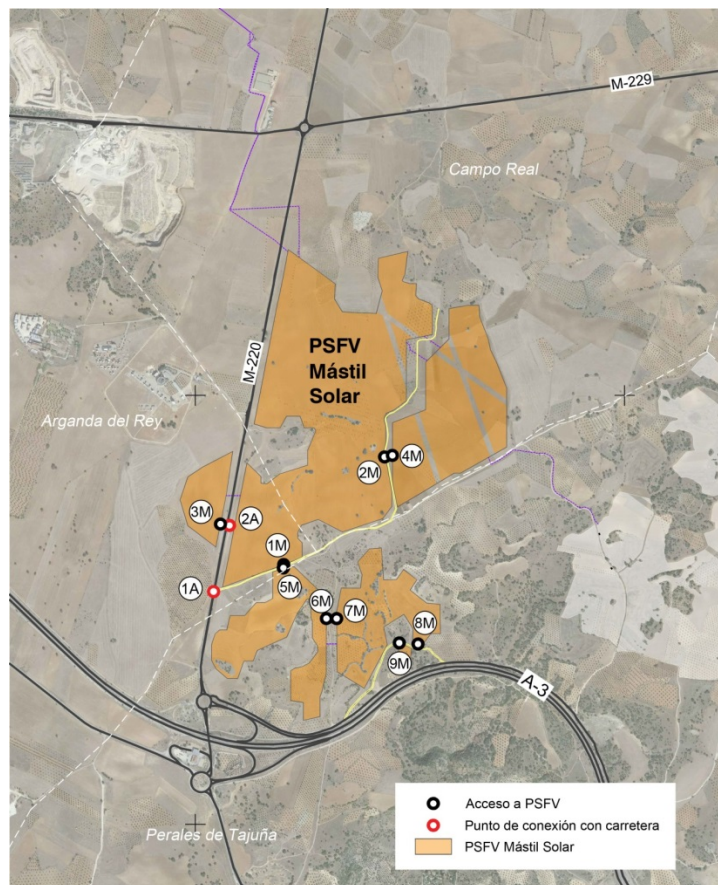 M-229
Campo Real
M-220
PSFV
Mástil
Solar
Arganda del Rey
2M
4M
3M
2A
1M
1A
5M
6M
7M
8M
9M
A-3
Perales de Tajuña
Acceso a PSFV
Punto de conexión con carretera
PSFV Mástil Solar